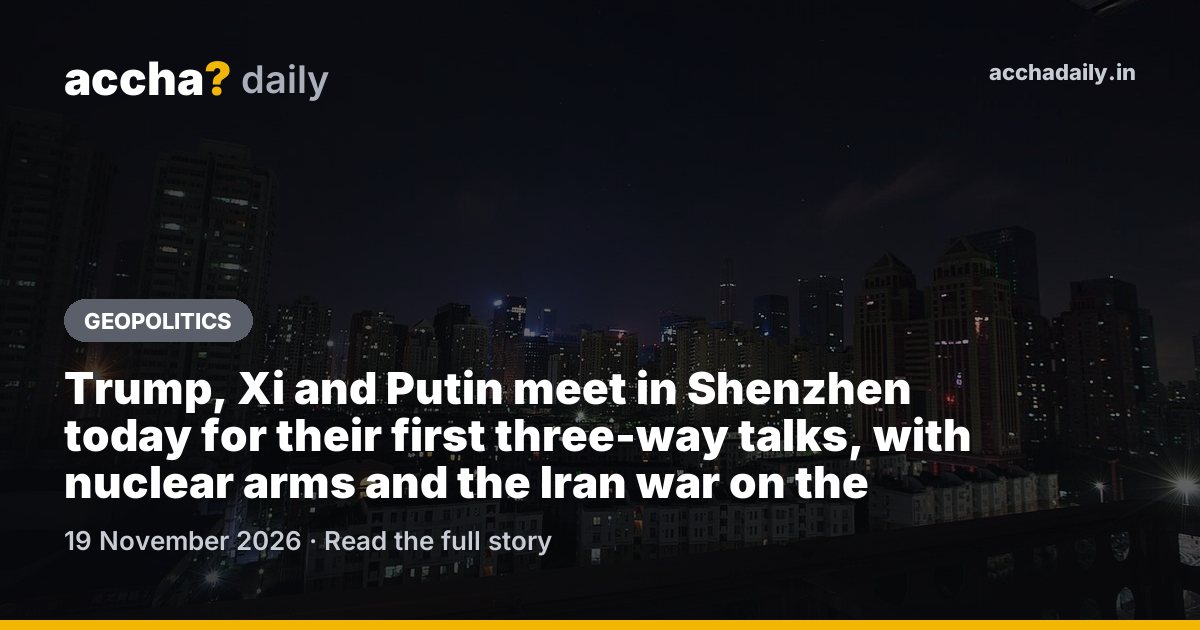 accha? daily
acchadaily.in
GEOPOLITICS
Trump, Xi and Putin meet in Shenzhen
today for their first three-way talks, with
nuclear arms and the Iran war on the
19 November 2026 · Read the full story